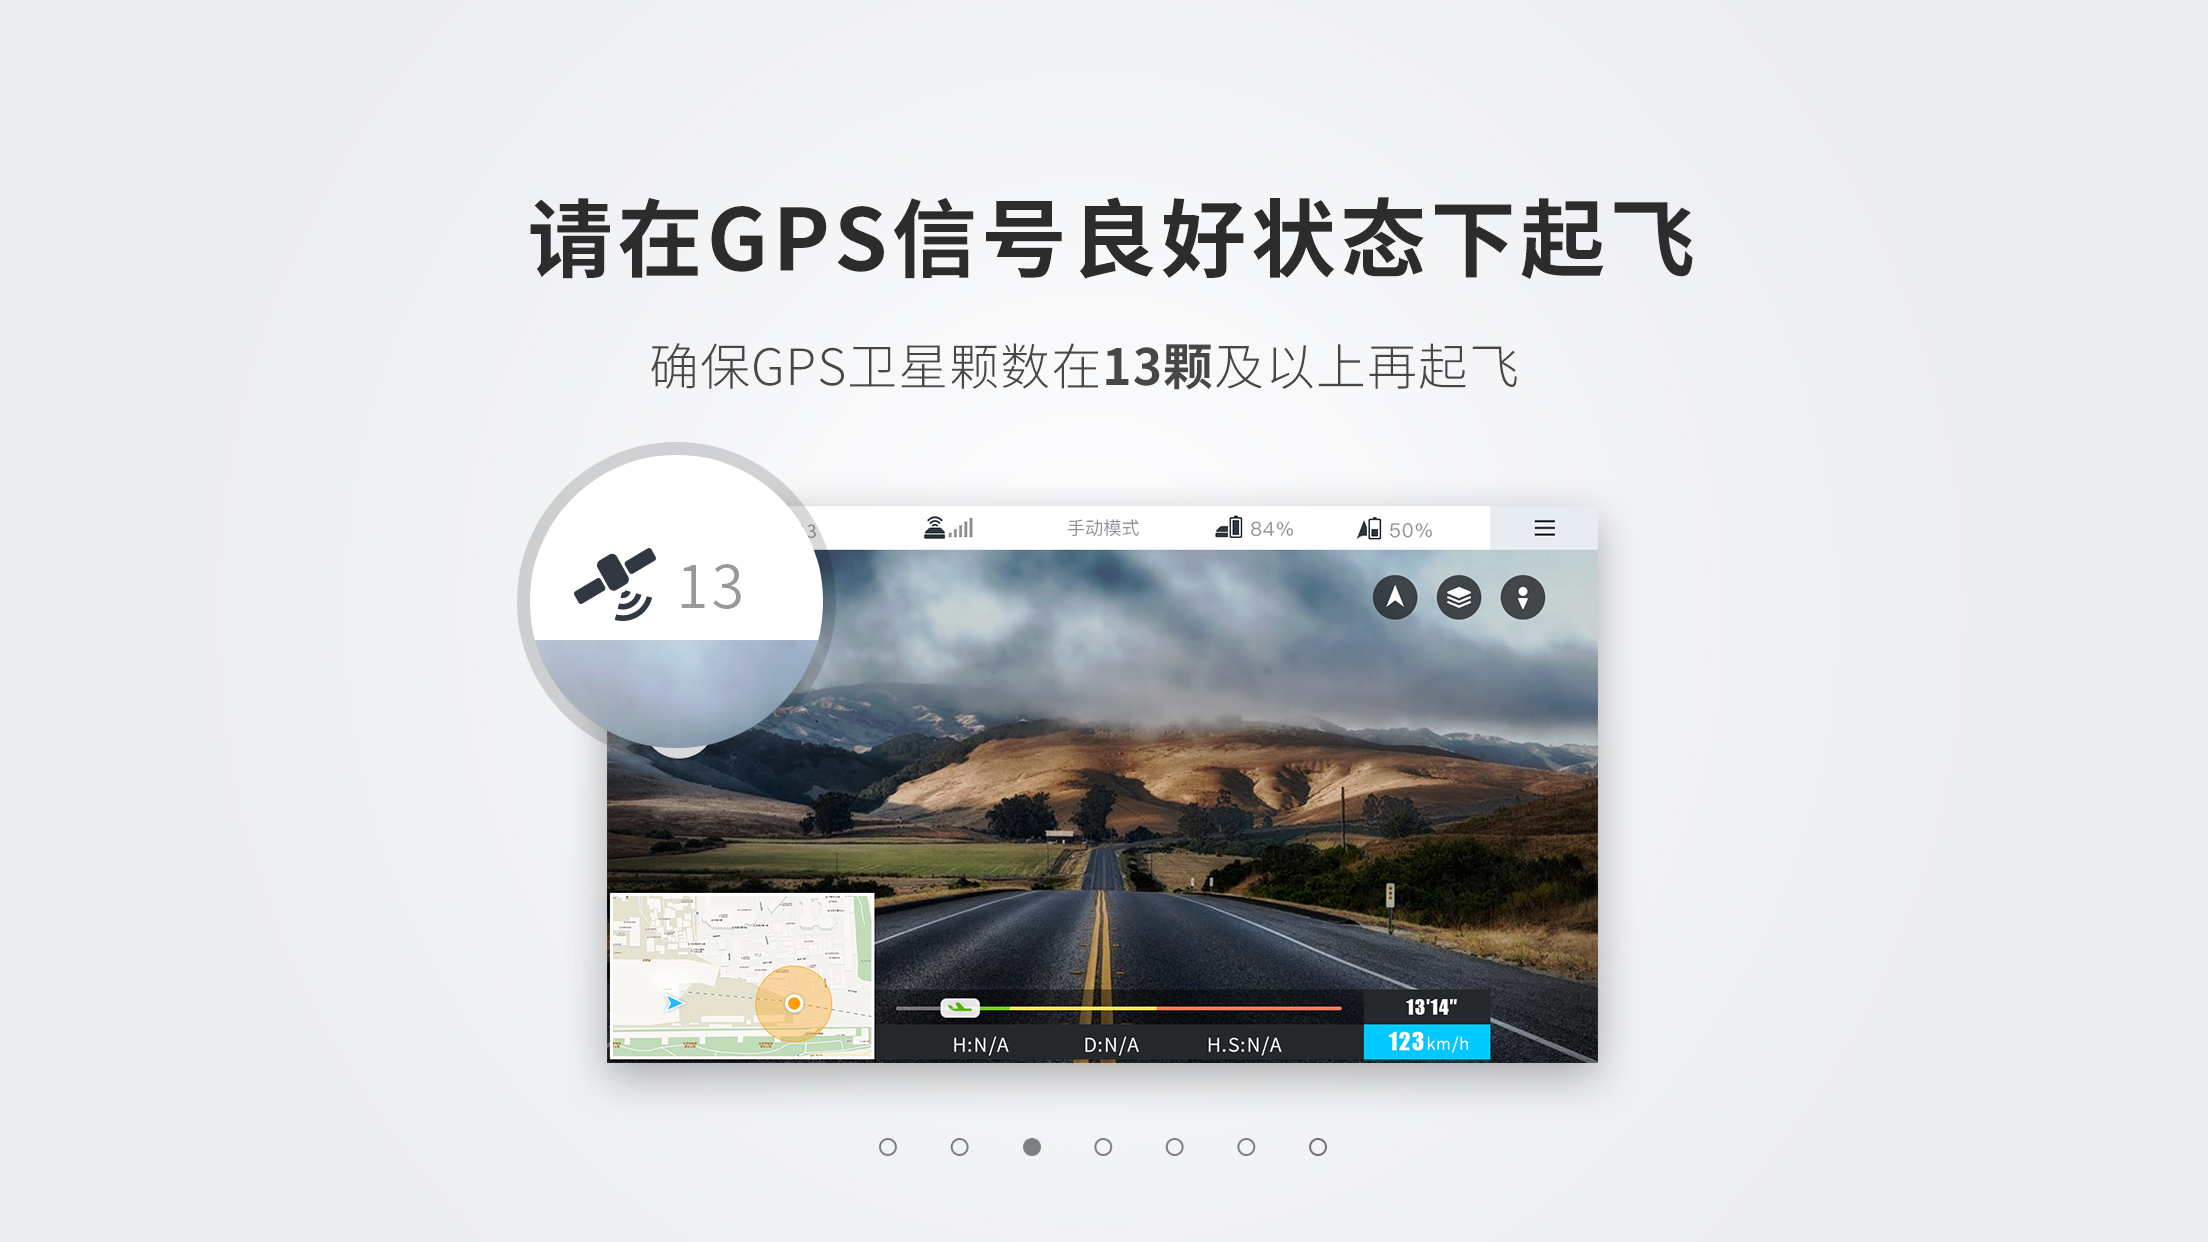 请在GPS信号良好状态下起飞
确保GPS卫星颗数在13颗及以上再起飞
13
3
手动模式
84%
50%
13'14"
H:N/A
D:N/A
H.S:N/A
123km/h